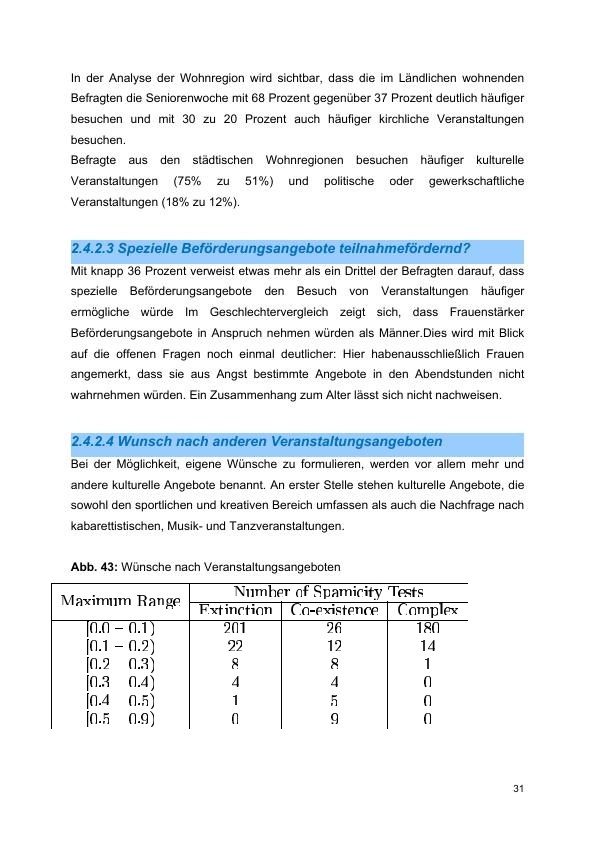 In der Analyse der Wohnregion wird sichtbar, dass die im Ländlichen wohnenden
Befragten die Seniorenwoche mit 68 Prozent gegenüber 37 Prozent deutlich häufiger
besuchen und mit 30 zu 20 Prozent auch häufiger kirchliche Veranstaltungen
besuchen.
Befragte aus den städtischen Wohnregionen besuchen häufiger kulturelle
Veranstaltungen (75% zu 51%) und politische oder gewerkschaftliche
Veranstaltungen (18% zu 12%).
2.4.2.3 Spezielle Beförderungsangebote teilnahmefördernd?
Mit knapp 36 Prozent verweist etwas mehr als ein Drittel der Befragten darauf, dass
spezielle Beförderungsangebote den Besuch von Veranstaltungen häufiger
ermögliche würde Im Geschlechtervergleich zeigt sich, dass Frauenstärker
Beförderungsangebote in Anspruch nehmen würden als Männer.Dies wird mit Blick
auf die offenen Fragen noch einmal deutlicher: Hier habenausschließlich Frauen
angemerkt, dass sie aus Angst bestimmte Angebote in den Abendstunden nicht
wahrnehmen würden. Ein Zusammenhang zum Alter lässt sich nicht nachweisen.
2.4.2.4 Wunsch nach anderen Veranstaltungsangeboten
Bei der Möglichkeit, eigene Wünsche zu formulieren, werden vor allem mehr und
andere kulturelle Angebote benannt. An erster Stelle stehen kulturelle Angebote, die
sowohl den sportlichen und kreativen Bereich umfassen als auch die Nachfrage nach
kabarettistischen, Musik- und Tanzveranstaltungen.
Abb. 43: Wünsche nach Veranstaltungsangeboten
Maximum Range Number of Spamicity Tests
Extinction Co-existence Complex
[0.0 – 0.1) 201 26 180
[0.1 – 0.2) 22 12 14
[0.2 0.3) 8 8 1
[0.3 0.4) 4 4 0
[0.4 0.5) 1 5 0
[0.5 0.9) 0 9 0
31